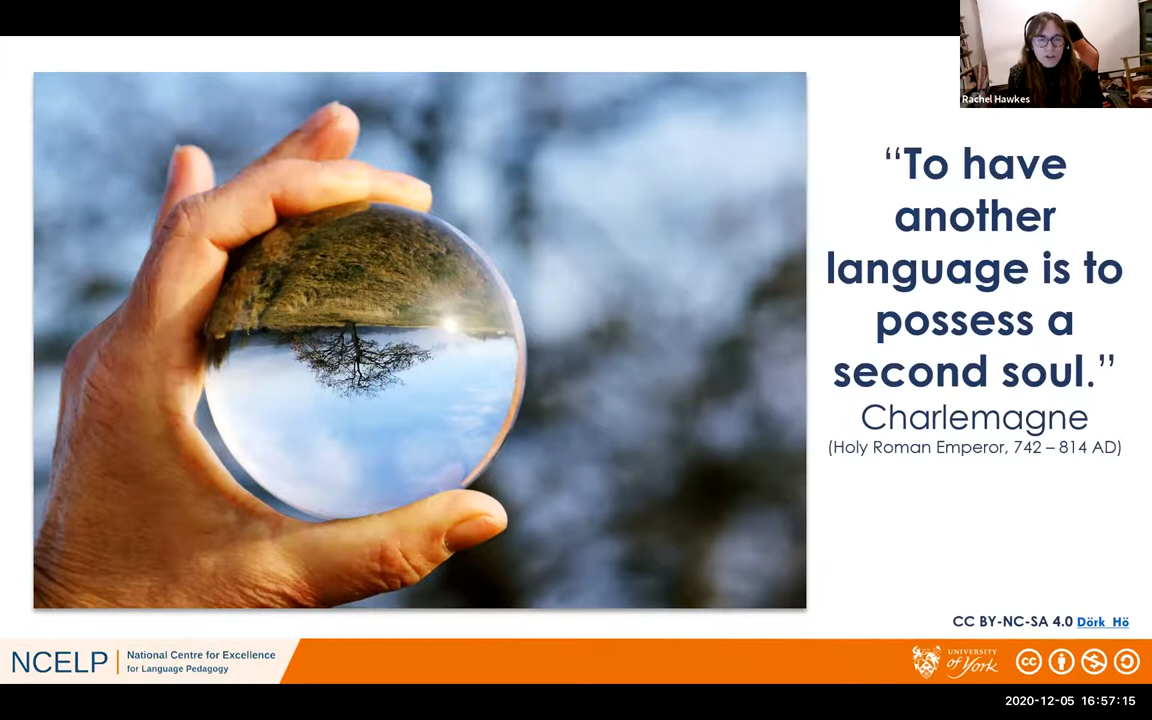 Rachel Hawkes
“To have
another
language is to
possess a
second soul.”
Charlemagne
(Holy Roman Emperor, 742 – 814 AD)
CC BY-NC-SA 4.0 Dörk Hö
NCELP
National Centre for Excellence
for Language Pedagogy
UNIVERSITY
of York
cc
2020-12-05 16:57:15